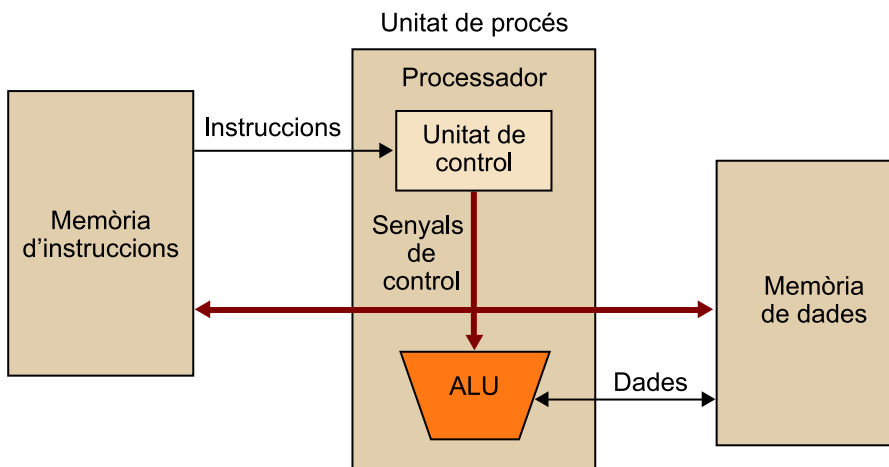 Unitat de procés
Processador
Instruccions
Unitat de
control
Memòria
d'instruccions
Senyals
de
control
Memòria
de dades
ALU
Dades